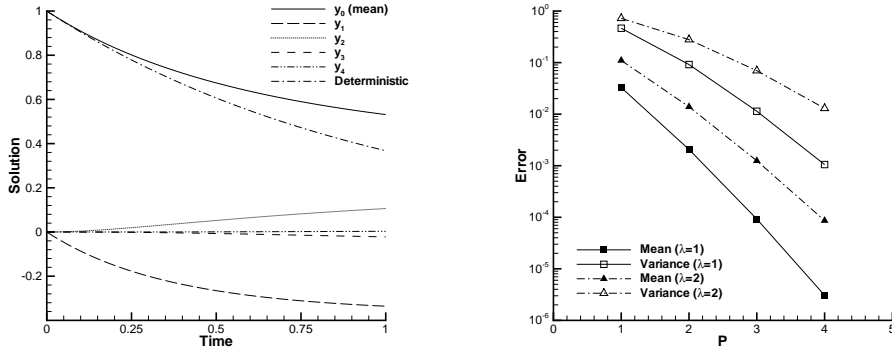 y0 (mean)
y1
y2
y3
y4
Deterministic
1
0.8
0.6
0.4
0.2
0
-0.2
Solution
0
0.25
0.5
0.75
1
Time
10^0
10^-1
10^-2
10^-3
10^-4
10^-5
10^-6
Error
Mean (λ=1)
Variance (λ=1)
Mean (λ=2)
Variance (λ=2)
0
1
2
3
4
5
P